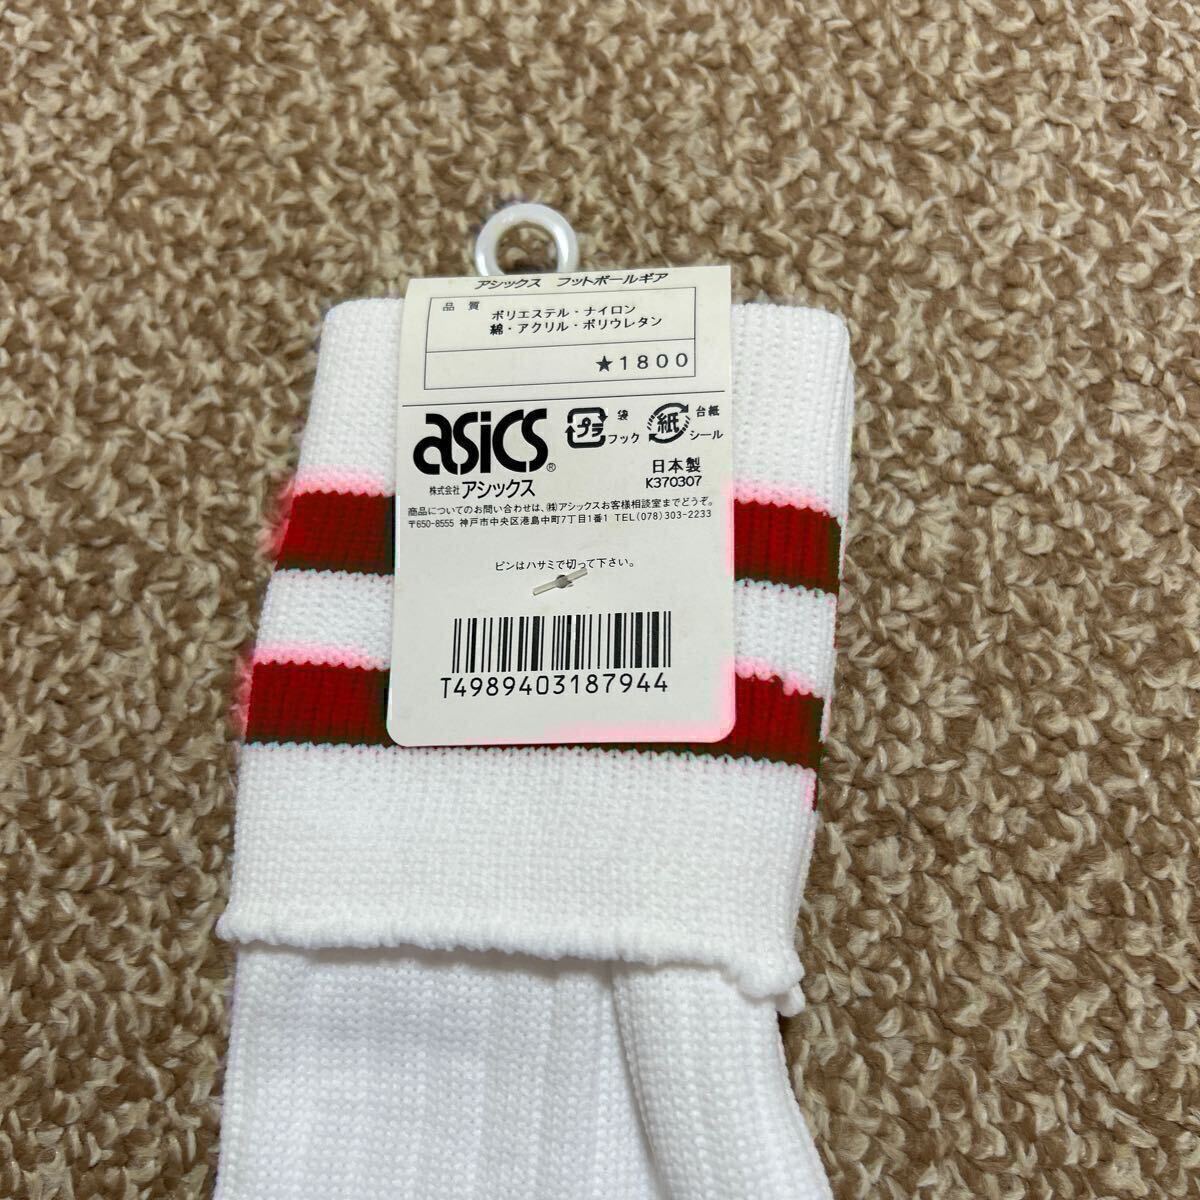 アシックス フットボールギア
品 質
ポリエステル・ナイロン
綿・アクリル・ポリウレタン
★1800
asics®
株式会社 アシックス
プラ
袋
フック
紙
台紙
シール
日本製
K370307
商品についてのお問い合わせは、㈱アシックスお客様相談室までどうぞ。
〒650-8555 神戸市中央区港島中町7丁目1番1 TEL(078)303-2233
ピンはハサミで切って下さい。
T4989403187944